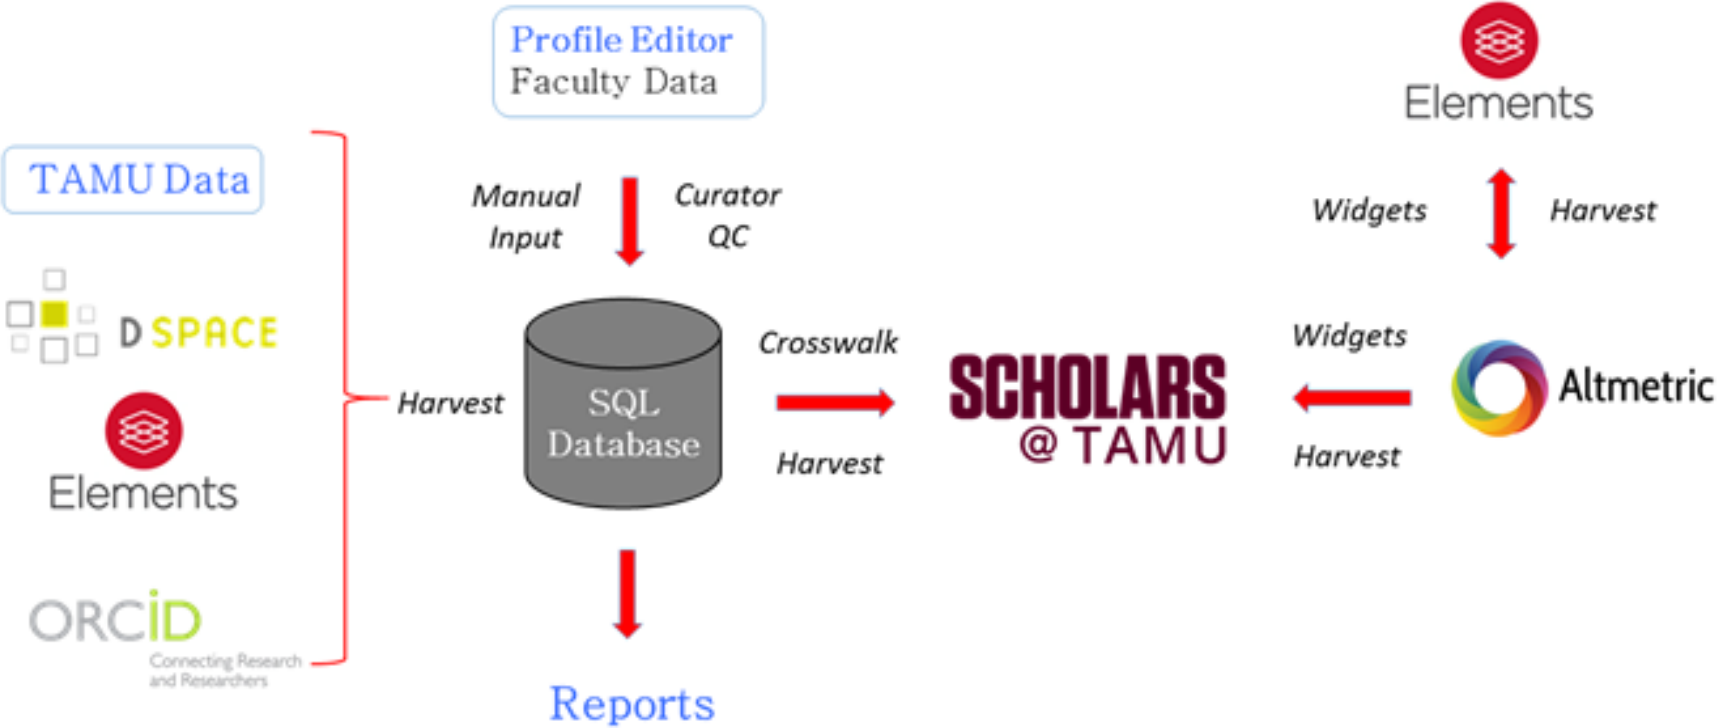 Profile Editor
Faculty Data
Elements
TAMU Data
Manual
Input
Curator
QC
Widgets
Harvest
DSPACE
Elements
ORCiD
Connecting Research
and Researchers
Harvest
SQL
Database
Crosswalk
Harvest
SCHOLARS
@ TAMU
Widgets
Harvest
Altmetric
Reports